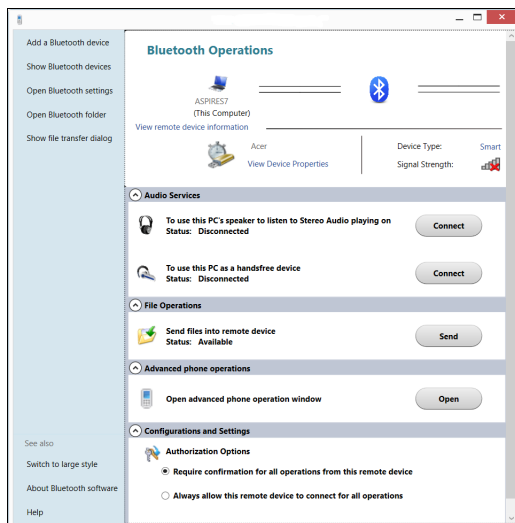 Add a Bluetooth device
Show Bluetooth devices
Open Bluetooth settings
Open Bluetooth folder
Show file transfer dialog
See also
Switch to large style
About Bluetooth software
Help
Bluetooth Operations
ASPIRES7
(This Computer)
View remote device information
Acer
View Device Properties
Device Type: Smart
Signal Strength:
Audio Services
To use this PC's speaker to listen to Stereo Audio playing on
Status: Disconnected
Connect
To use this PC as a handsfree device
Status: Disconnected
Connect
File Operations
Send files into remote device
Status: Available
Send
Advanced phone operations
Open advanced phone operation window
Open
Configurations and Settings
Authorization Options
Require confirmation for all operations from this remote device
Always allow this remote device to connect for all operations